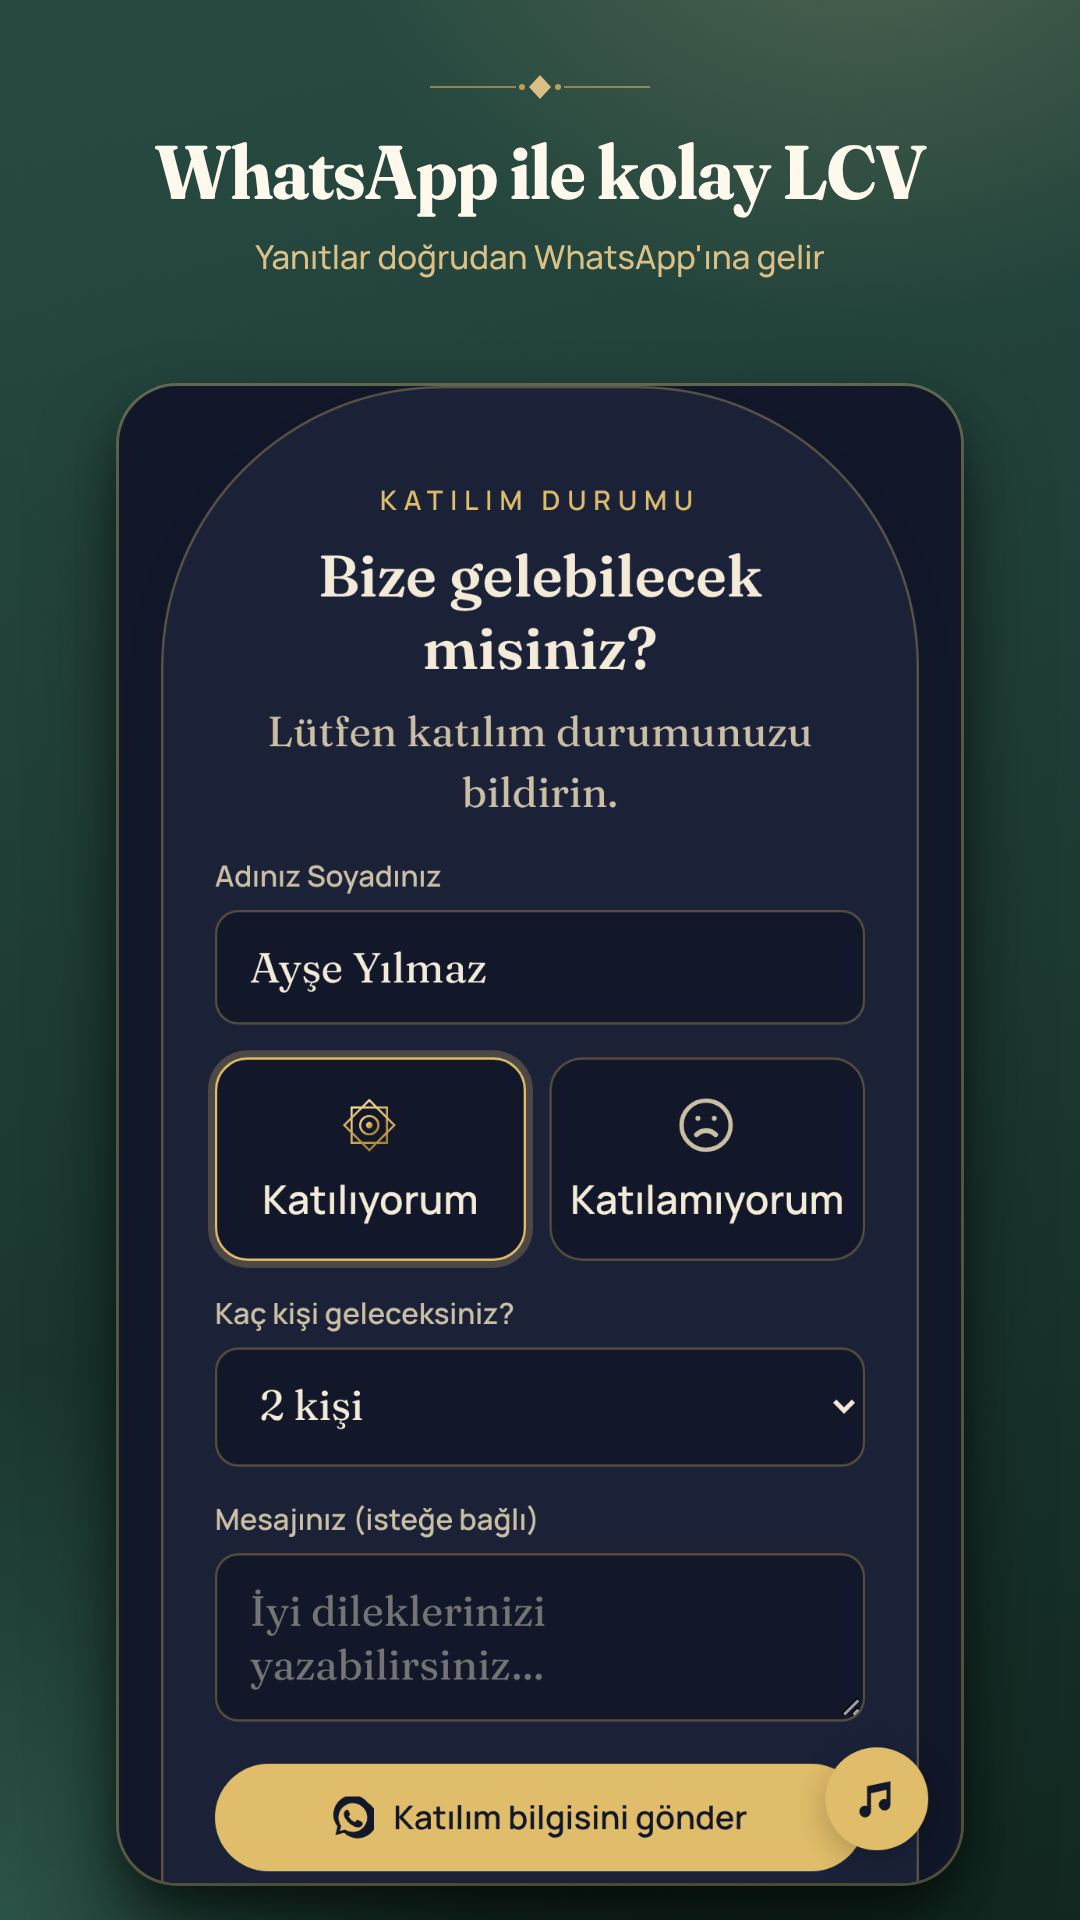 WhatsApp ile kolay LCV
Yanıtlar doğrudan WhatsApp'ına gelir
KATILIM DURUMU
Bize gelebilecek
misiniz?
Lütfen katılım durumunuzu
bildirin.
Adınız Soyadınız
Ayşe Yılmaz
Katılıyorum
Katılamıyorum
Kaç kişi geleceksiniz?
2 kişi
Mesajınız (isteğe bağlı)
İyi dileklerinizi
yazabilirsiniz...
Katılım bilgisini gönder